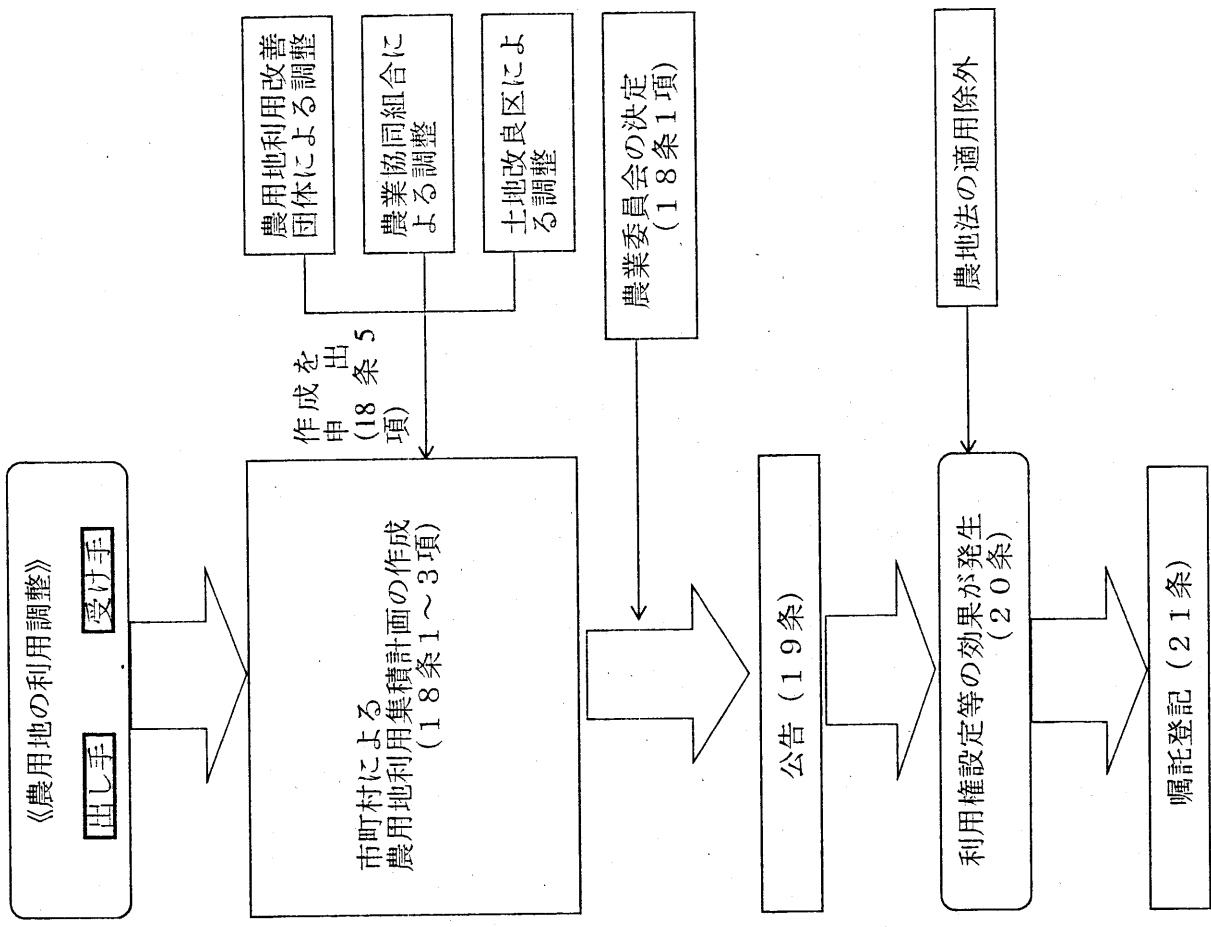 《農用地の利用調整》
出し手
受け手
市町村による
農用地利用集積計画の作成
(18条1～3項)
作成を出
申
(18 条 5
項)
農用地利用改善
団体による調整
農業協同組合に
よる調整
土地改良区によ
る調整
農業委員会の決定
(18条1項)
公告(19条)
利用権設定等の効果が発生
(20条)
農地法の適用除外
嘱託登記(21条)